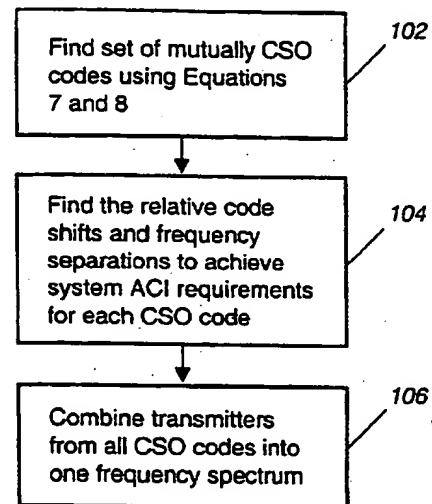 Find set of mutually CSO
codes using Equations
7 and 8
102
Find the relative code
shifts and frequency
separations to achieve
system ACI requirements
for each CSO code
104
Combine transmitters
from all CSO codes into
one frequency spectrum
106